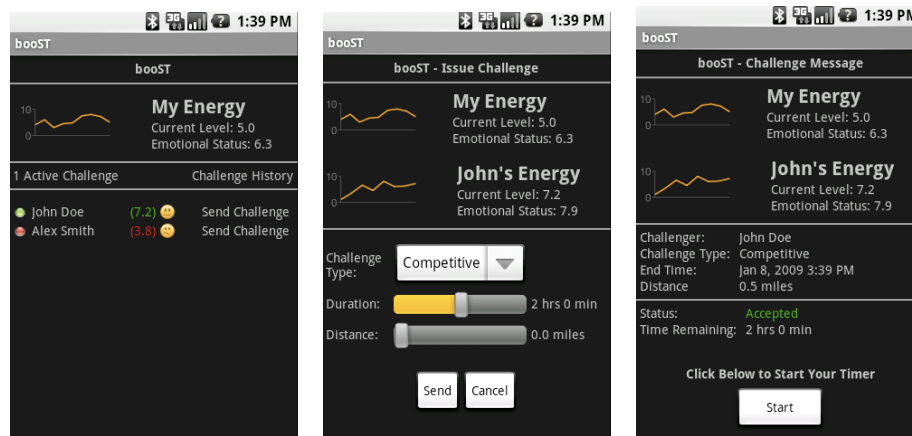 3G 1:39 PM
booST
booST
10
0
My Energy
Current Level: 5.0
Emotional Status: 6.3
1 Active Challenge Challenge History
John Doe (7.2) Send Challenge
Alex Smith (3.8) Send Challenge
3G 1:39 PM
booST
booST - Issue Challenge
10
0
My Energy
Current Level: 5.0
Emotional Status: 6.3
10
0
John's Energy
Current Level: 7.2
Emotional Status: 7.9
Challenge
Type:
Competitive
Duration: 2 hrs 0 min
Distance: 0.0 miles
Send Cancel
3G 1:39 PM
booST
booST - Challenge Message
10
0
My Energy
Current Level: 5.0
Emotional Status: 6.3
10
0
John's Energy
Current Level: 7.2
Emotional Status: 7.9
Challenger: John Doe
Challenge Type: Competitive
End Time: Jan 8, 2009 3:39 PM
Distance 0.5 miles
Status: Accepted
Time Remaining: 2 hrs 0 min
Click Below to Start Your Timer
Start